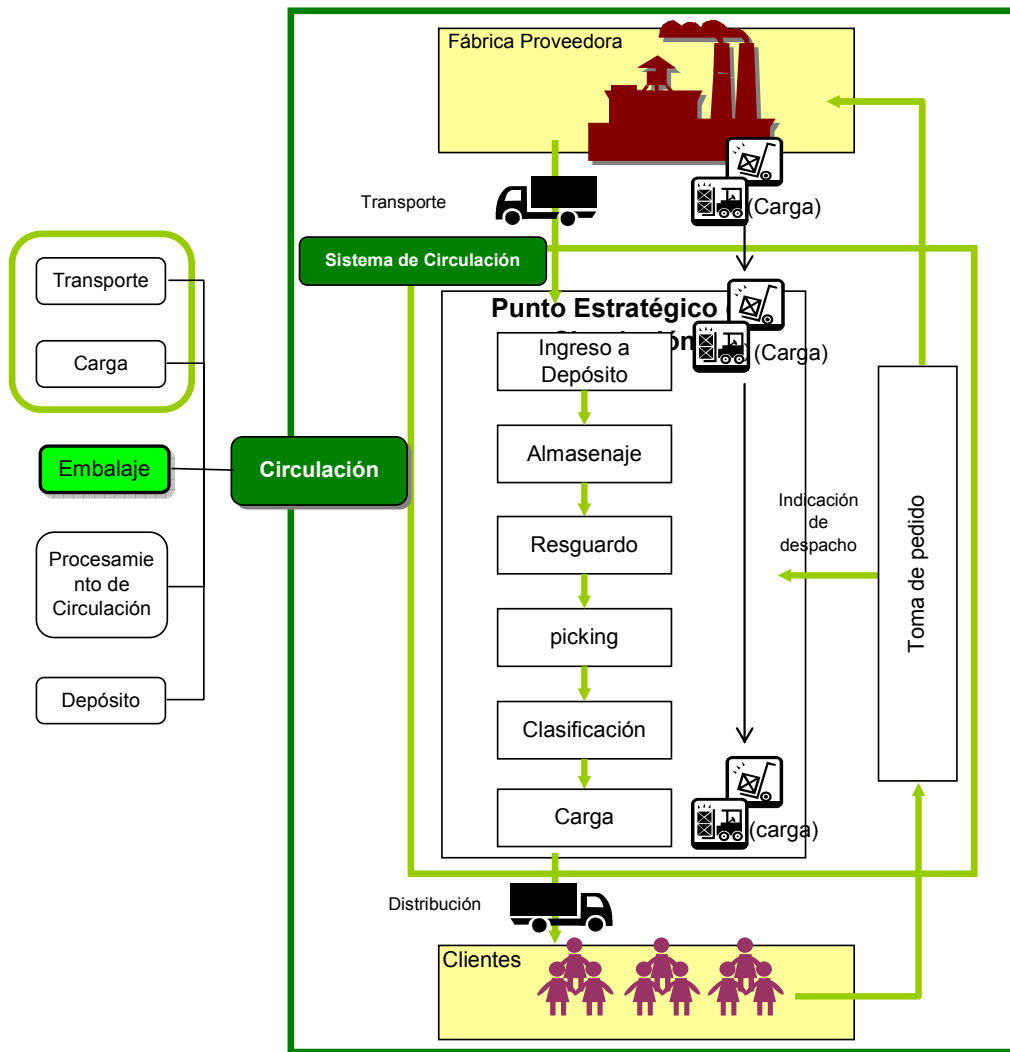 Fábrica Proveedora
(Carga)
Transporte
Sistema de Circulación
Transporte
Carga
Embalaje
Procesamie
nto de
Circulación
Depósito
Circulación
Punto Estratégico
(Carga)
Ingreso a
Depósito
Almasenaje
Resguardo
picking
Clasificación
Carga
(carga)
Indicación
de
despacho
Toma de pedido
Distribución
Clientes